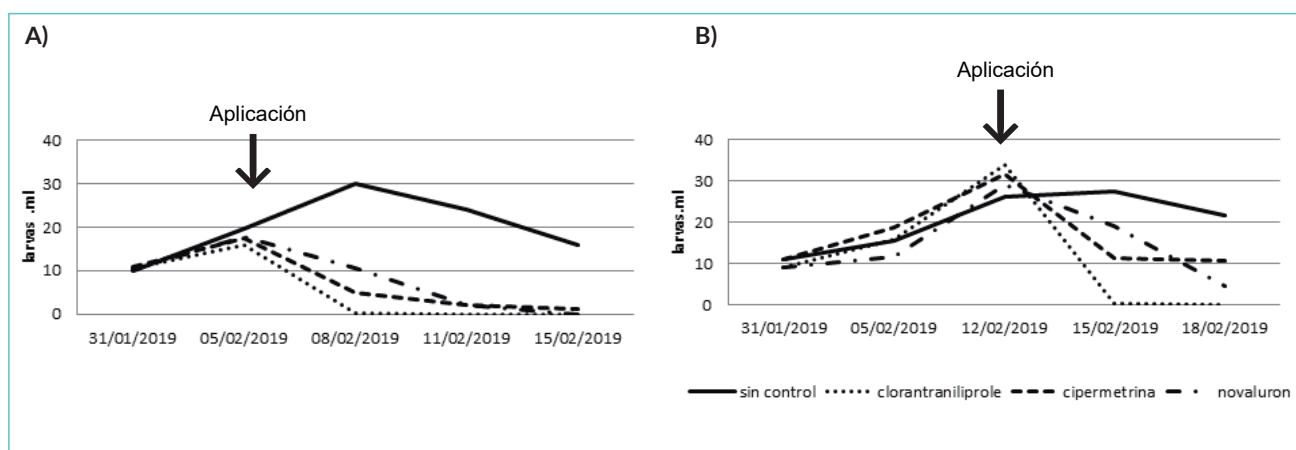 A)
Aplicación
40
30
20
10
0
larvas .ml
31/01/2019 05/02/2019 08/02/2019 11/02/2019 15/02/2019
B)
Aplicación
40
30
20
10
0
larvas.ml
31/01/2019 05/02/2019 12/02/2019 15/02/2019 18/02/2019
sin control clorantraniliprole cipermetrina novaluron